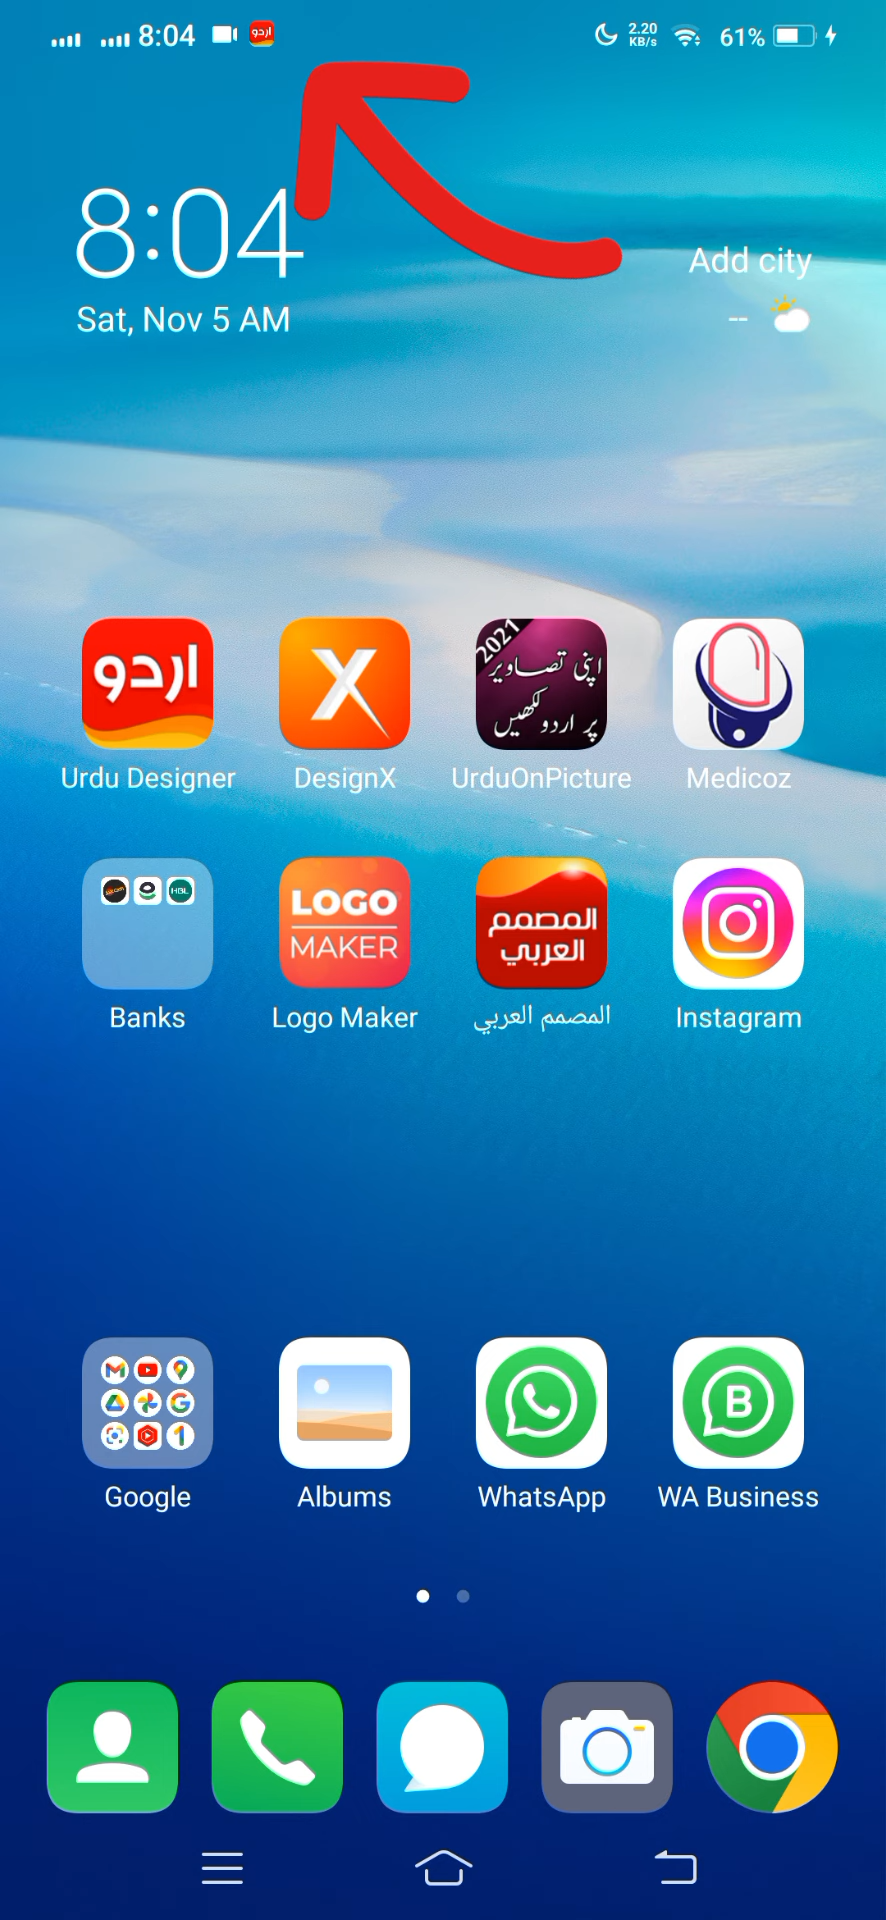 8:04
اردو
2.20
KB/s
61%
8:04
Sat, Nov 5 AM
Add city
--
اردو
X
2021
اپنی تصاویر
پر اردو لکھیں
Urdu Designer
DesignX
UrduOnPicture
Medicoz
HBL
LOGO
MAKER
المصمم
العربي
Banks
Logo Maker
المصمم العربي
Instagram
B
Google
Albums
WhatsApp
WA Business